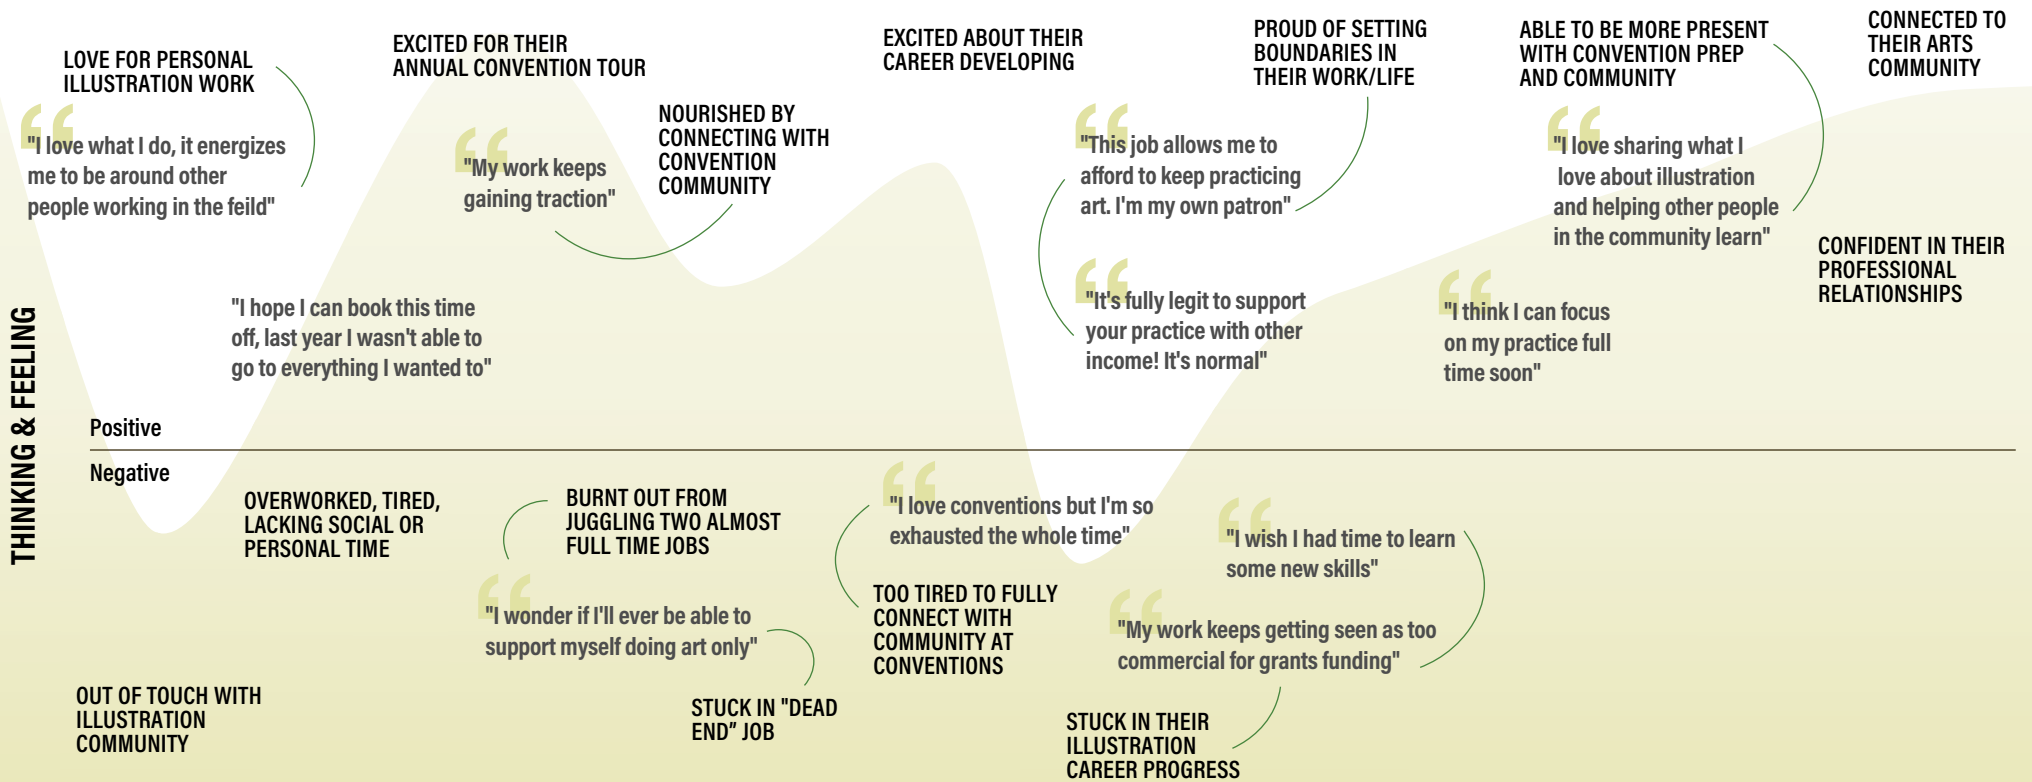 THINKING & FEELING
LOVE FOR PERSONAL
ILLUSTRATION WORK
"I love what I do, it energizes
me to be around other
people working in the feild"
EXCITED FOR THEIR
ANNUAL CONVENTION TOUR
"My work keeps
gaining traction"
NOURISHED BY
CONNECTING WITH
CONVENTION
COMMUNITY
"I hope I can book this time
off, last year I wasn't able to
go to everything I wanted to"
EXCITED ABOUT THEIR
CAREER DEVELOPING
PROUD OF SETTING
BOUNDARIES IN
THEIR WORK/LIFE
"This job allows me to
afford to keep practicing
art. I'm my own patron"
"It's fully legit to support
your practice with other
income! It's normal"
ABLE TO BE MORE PRESENT
WITH CONVENTION PREP
AND COMMUNITY
"I love sharing what I
love about illustration
and helping other people
in the community learn"
"I think I can focus
on my practice full
time soon"
CONNECTED TO
THEIR ARTS
COMMUNITY
CONFIDENT IN THEIR
PROFESSIONAL
RELATIONSHIPS
Positive
Negative
OVERWORKED, TIRED,
LACKING SOCIAL OR
PERSONAL TIME
OUT OF TOUCH WITH
ILLUSTRATION
COMMUNITY
BURNT OUT FROM
JUGGLING TWO ALMOST
FULL TIME JOBS
"I wonder if I'll ever be able to
support myself doing art only"
STUCK IN "DEAD
END” JOB
"I love conventions but I'm so
exhausted the whole time"
TOO TIRED TO FULLY
CONNECT WITH
COMMUNITY AT
CONVENTIONS
"I wish I had time to learn
some new skills"
"My work keeps getting seen as too
commercial for grants funding"
STUCK IN THEIR
ILLUSTRATION
CAREER PROGRESS